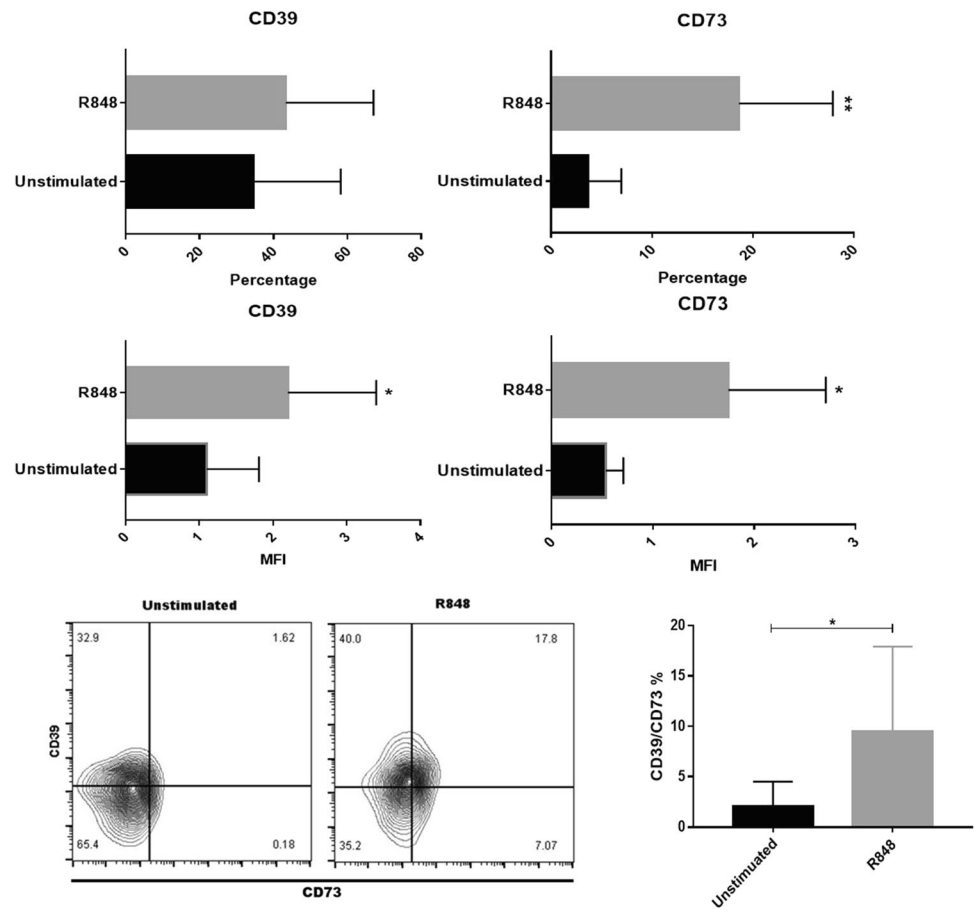 CD39
R848
Unstimulated
0 20 40 60 80
Percentage
CD73
R848
**
Unstimulated
0 10 20 30
Percentage
CD39
R848
*
Unstimulated
0 1 2 3 4
MFI
CD73
R848
*
Unstimulated
0 1 2 3
MFI
Unstimulated
32.9 1.62
CD39
65.4 0.18
R848
40.0 17.8
35.2 7.07
CD73
CD39/CD73 %
20
15
10
5
0
*
Unstimuated
R848